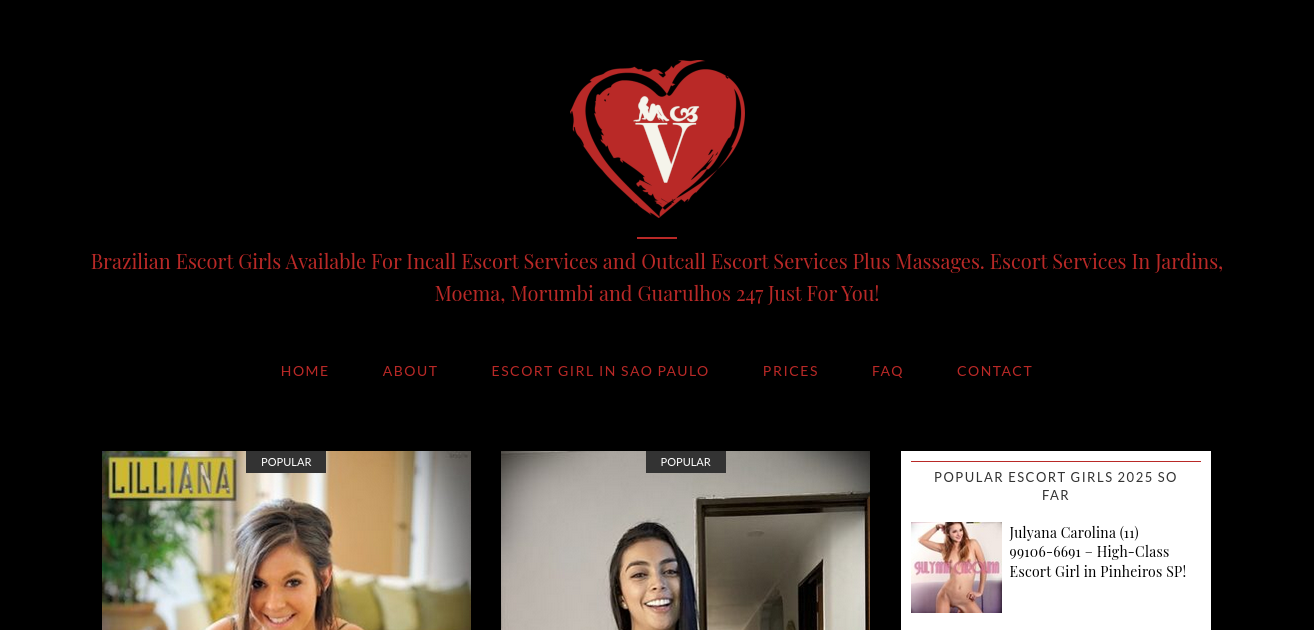 V
Brazilian Escort Girls Available For Incall Escort Services and Outcall Escort Services Plus Massages. Escort Services In Jardins,
Moema, Morumbi and Guarulhos 247 Just For You!
HOME ABOUT ESCORT GIRL IN SAO PAULO PRICES FAQ CONTACT
LILLIANA
POPULAR
POPULAR
POPULAR ESCORT GIRLS 2025 SO
FAR
JULYANA CAROLINA
Julyana Carolina (11)
99106-6691 – High-Class
Escort Girl in Pinheiros SP!